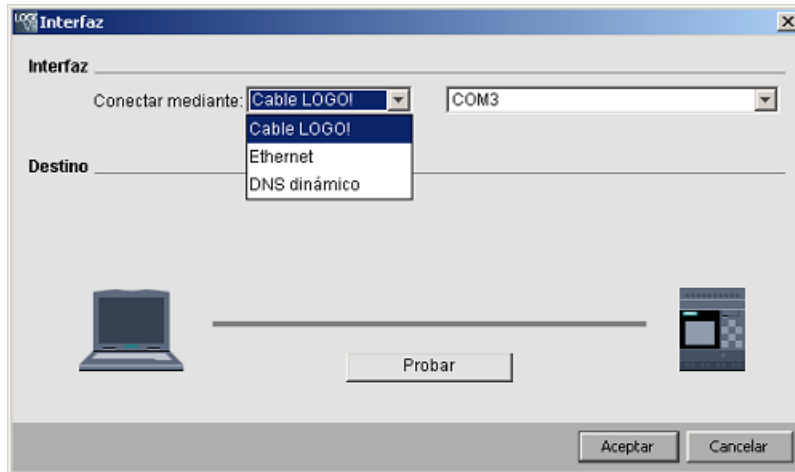 Interfaz
Interfaz
Conectar mediante: Cable LOGO! COM3
Cable LOGO!
Ethernet
DNS dinámico
Destino
Probar
Aceptar Cancelar